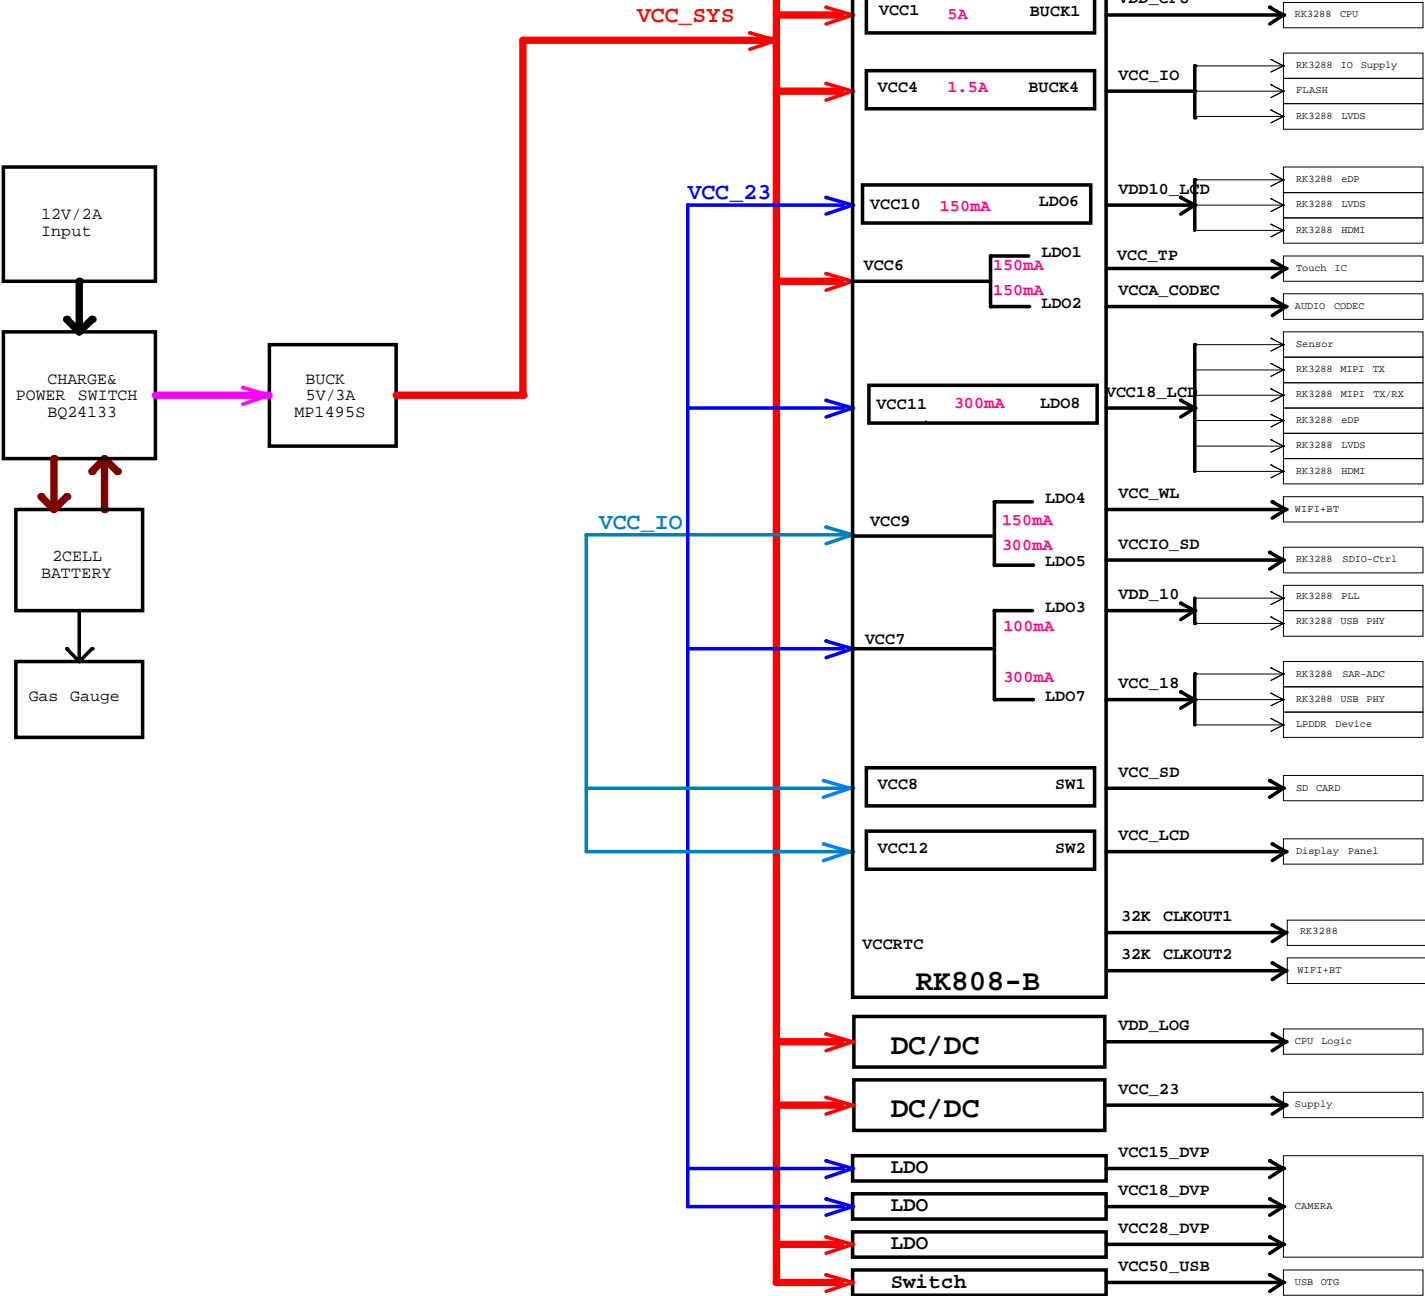 VDD_CPU
VCC_SYS
VCC1 5A BUCK1
RK3288 CPU
VCC4 1.5A BUCK4
VCC_IO
RK3288 IO Supply
FLASH
RK3288 LVDS
12V/2A
Input
CHARGE&
POWER SWITCH
BQ24133
BUCK
5V/3A
MP1495S
2CELL
BATTERY
Gas Gauge
VCC_23
VCC10 150mA LDO6
VDD10_LCD
RK3288 eDP
RK3288 LVDS
RK3288 HDMI
VCC6
LDO1
150mA
150mA
LDO2
VCC_TP
Touch IC
VCCA_CODEC
AUDIO CODEC
VCC11 300mA LDO8
VCC18_LCD
Sensor
RK3288 MIPI TX
RK3288 MIPI TX/RX
RK3288 eDP
RK3288 LVDS
RK3288 HDMI
VCC_IO
VCC9
LDO4
150mA
300mA
LDO5
VCC_WL
WIFI+BT
VCCIO_SD
RK3288 SDIO-Ctrl
VCC7
LDO3
100mA
300mA
LDO7
VDD_10
RK3288 PLL
RK3288 USB PHY
VCC_18
RK3288 SAR-ADC
RK3288 USB PHY
LPDDR Device
VCC8 SW1
VCC_SD
SD CARD
VCC12 SW2
VCC_LCD
Display Panel
32K CLKOUT1
RK3288
VCCRTC
32K CLKOUT2
WIFI+BT
RK808-B
DC/DC
VDD_LOG
CPU Logic
DC/DC
VCC_23
Supply
LDO
VCC15_DVP
LDO
VCC18_DVP
CAMERA
LDO
VCC28_DVP
Switch
VCC50_USB
USB OTG